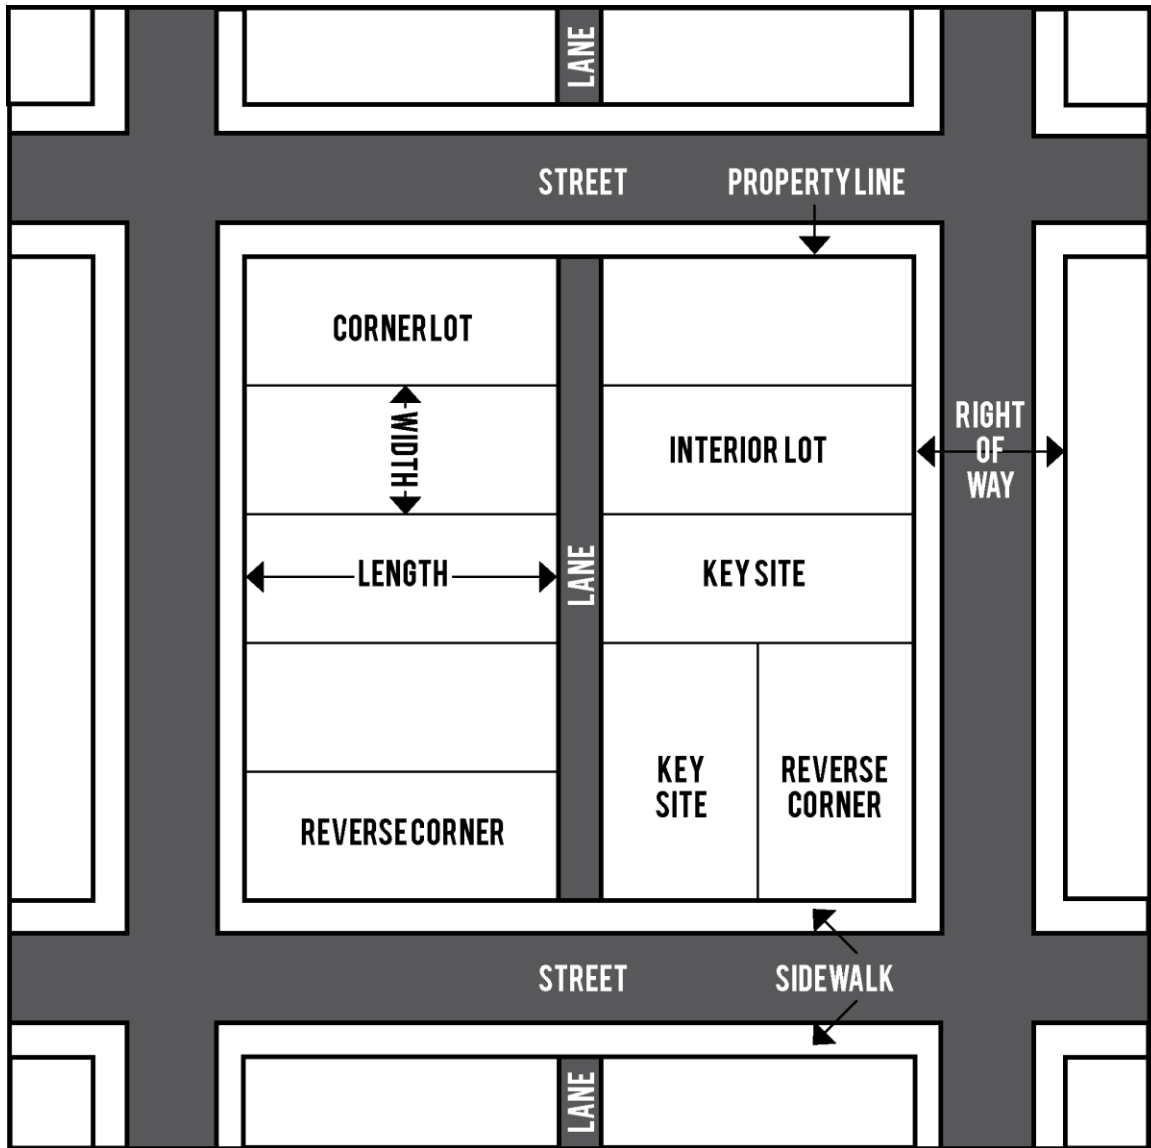 LANE
STREET
PROPERTY LINE
CORNER LOT
WIDTH
INTERIOR LOT
RIGHT
OF
WAY
LENGTH
LANE
KEY SITE
KEY
SITE
REVERSE
CORNER
REVERSE CORNER
STREET
SIDEWALK
LANE